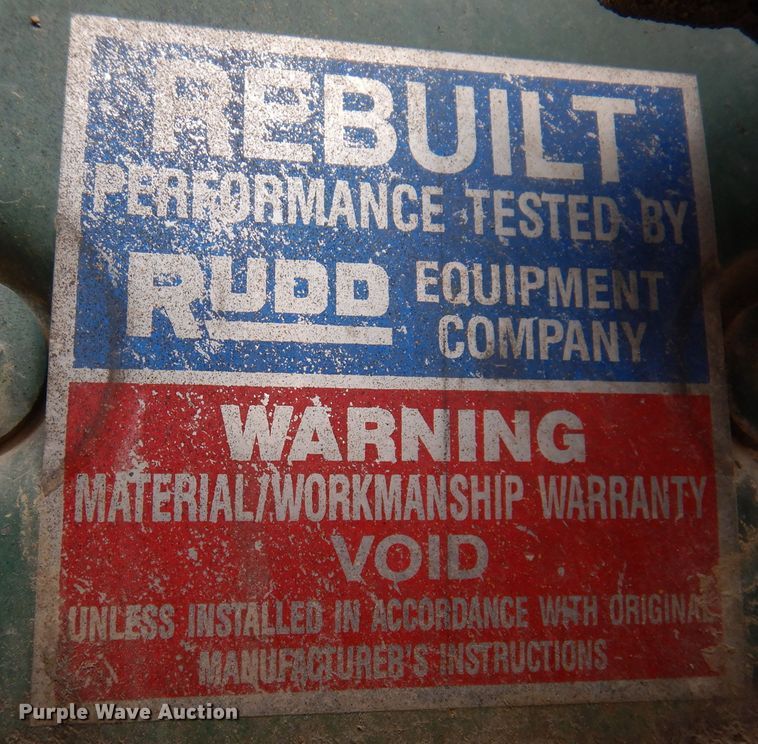 REBUILT
PERFORMANCE TESTED BY
RUDD EQUIPMENT
COMPANY
WARNING
MATERIAL/WORKMANSHIP WARRANTY
VOID
UNLESS INSTALLED IN ACCORDANCE WITH ORIGINAL
MANUFACTURER'S INSTRUCTIONS
Purple Wave Auction